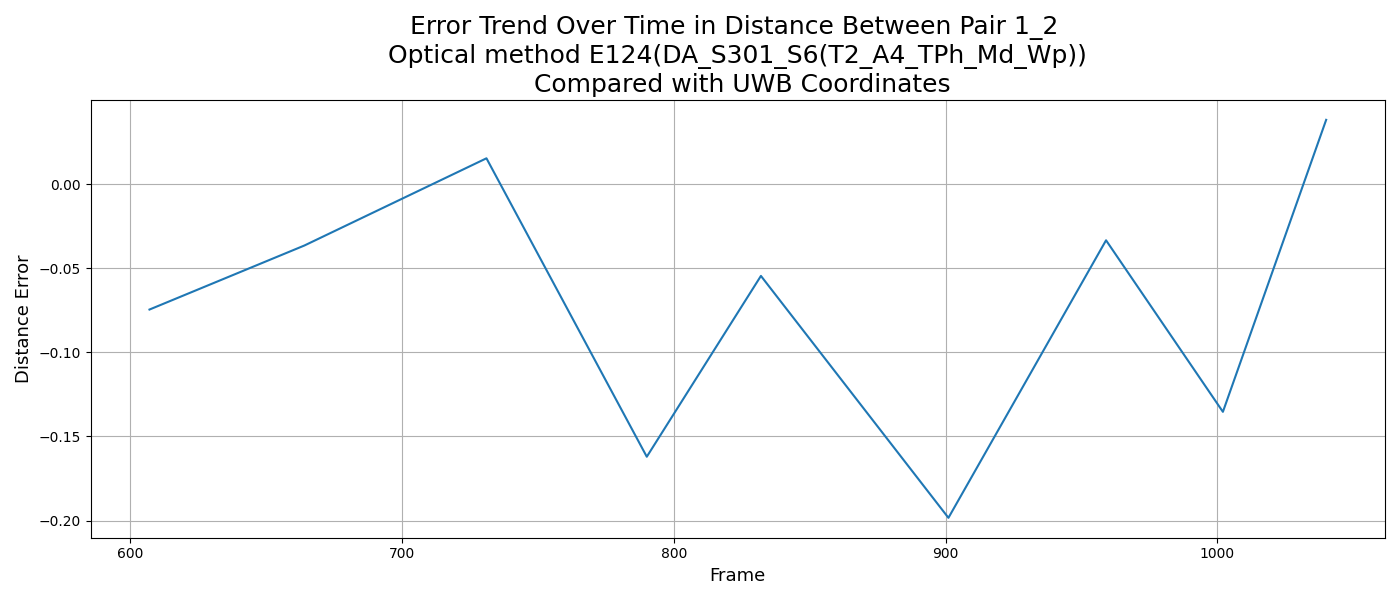 Error Trend Over Time in Distance Between Pair 1_2
Optical method E124(DA_S301_S6(T2_A4_TPh_Md_Wp))
Compared with UWB Coordinates
Distance Error
0.00
−0.05
−0.10
−0.15
−0.20
600 700 800 900 1000
Frame